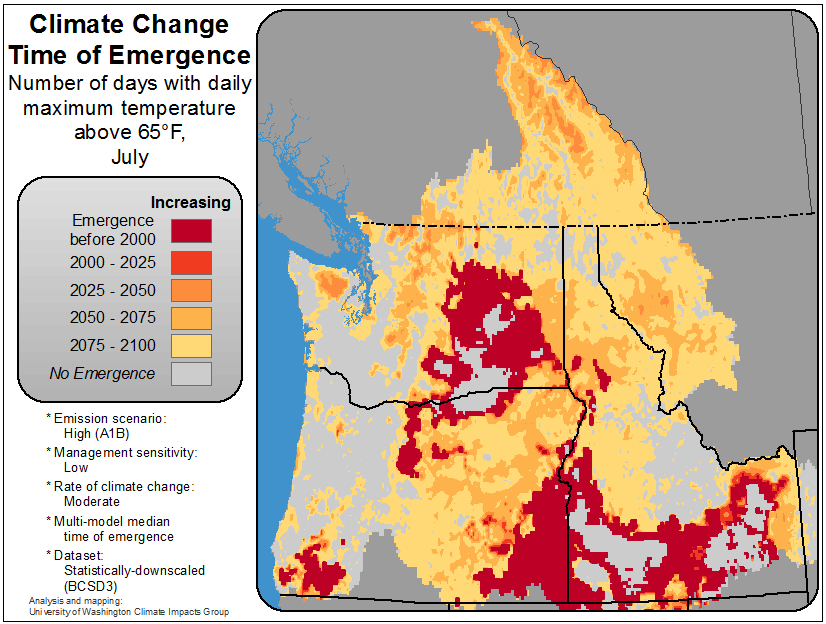 Climate Change
Time of Emergence
Number of days with daily
maximum temperature
above 65°F,
July
Increasing
Emergence
before 2000
2000 - 2025
2025 - 2050
2050 - 2075
2075 - 2100
No Emergence
* Emission scenario:
High (A1B)
* Management sensitivity:
Low
* Rate of climate change:
Moderate
* Multi-model median
time of emergence
* Dataset:
Statistically-downscaled
(BCSD3)
Analysis and mapping:
University of Washington Climate Impacts Group